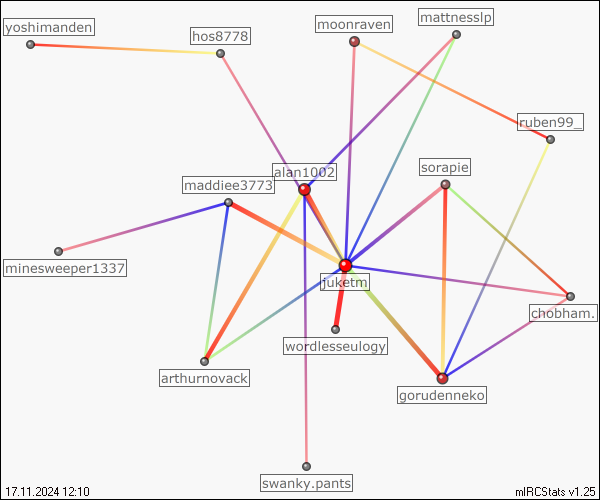 yoshimanden
hos8778
moonraven
mattnesslp
ruben99_
alan1002
sorapie
maddiee3773
minesweeper1337
juketm
chobham.
wordlesseulogy
arthurnovack
gorudenneko
swanky.pants
17.11.2024 12:10
mIRCStats v1.25